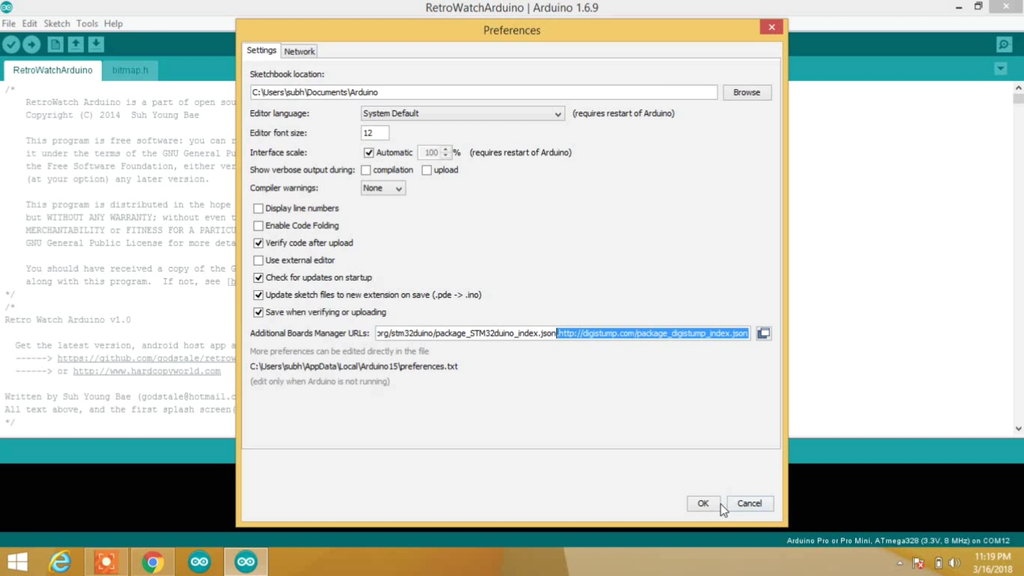 RetroWatchArduino | Arduino 1.6.9
File Edit Sketch Tools Help
RetroWatchArduino bitmap.h
/*
RetroWatch Arduino is a part of open sou
Copyright (C) 2014 Suh Young Bae
This program is free software: you can r
it under the terms of the GNU General Pu
the Free Software Foundation, either ver
(at your option) any later version.
This program is distributed in the hope
but WITHOUT ANY WARRANTY; without even t
MERCHANTABILITY or FITNESS FOR A PARTICU
GNU General Public License for more deta
You should have received a copy of the G
along with this program. If not, see [h
*/
/*
Retro Watch Arduino v1.0
Get the latest version, android host app a
------> https://github.com/godstale/retrow
------> or http://www.hardcopyworld.com
Written by Suh Young Bae (godstale@hotmail.c
All text above, and the first splash screen(
*/
Preferences
Settings Network
Sketchbook location:
C:\Users\subh\Documents\Arduino Browse
Editor language: System Default (requires restart of Arduino)
Editor font size: 12
Interface scale: Automatic 100 % (requires restart of Arduino)
Show verbose output during: compilation upload
Compiler warnings: None
Display line numbers
Enable Code Folding
Verify code after upload
Use external editor
Check for updates on startup
Update sketch files to new extension on save (.pde -> .ino)
Save when verifying or uploading
Additional Boards Manager URLs: org/stm32duino/package_STM32duino_index.json,http://digistump.com/package_digistump_index.json
More preferences can be edited directly in the file
C:\Users\subh\AppData\Local\Arduino15\preferences.txt
(edit only when Arduino is not running)
OK Cancel
Arduino Pro or Pro Mini, ATmega328 (3.3V, 8 MHz) on COM12
11:19 PM
3/16/2018